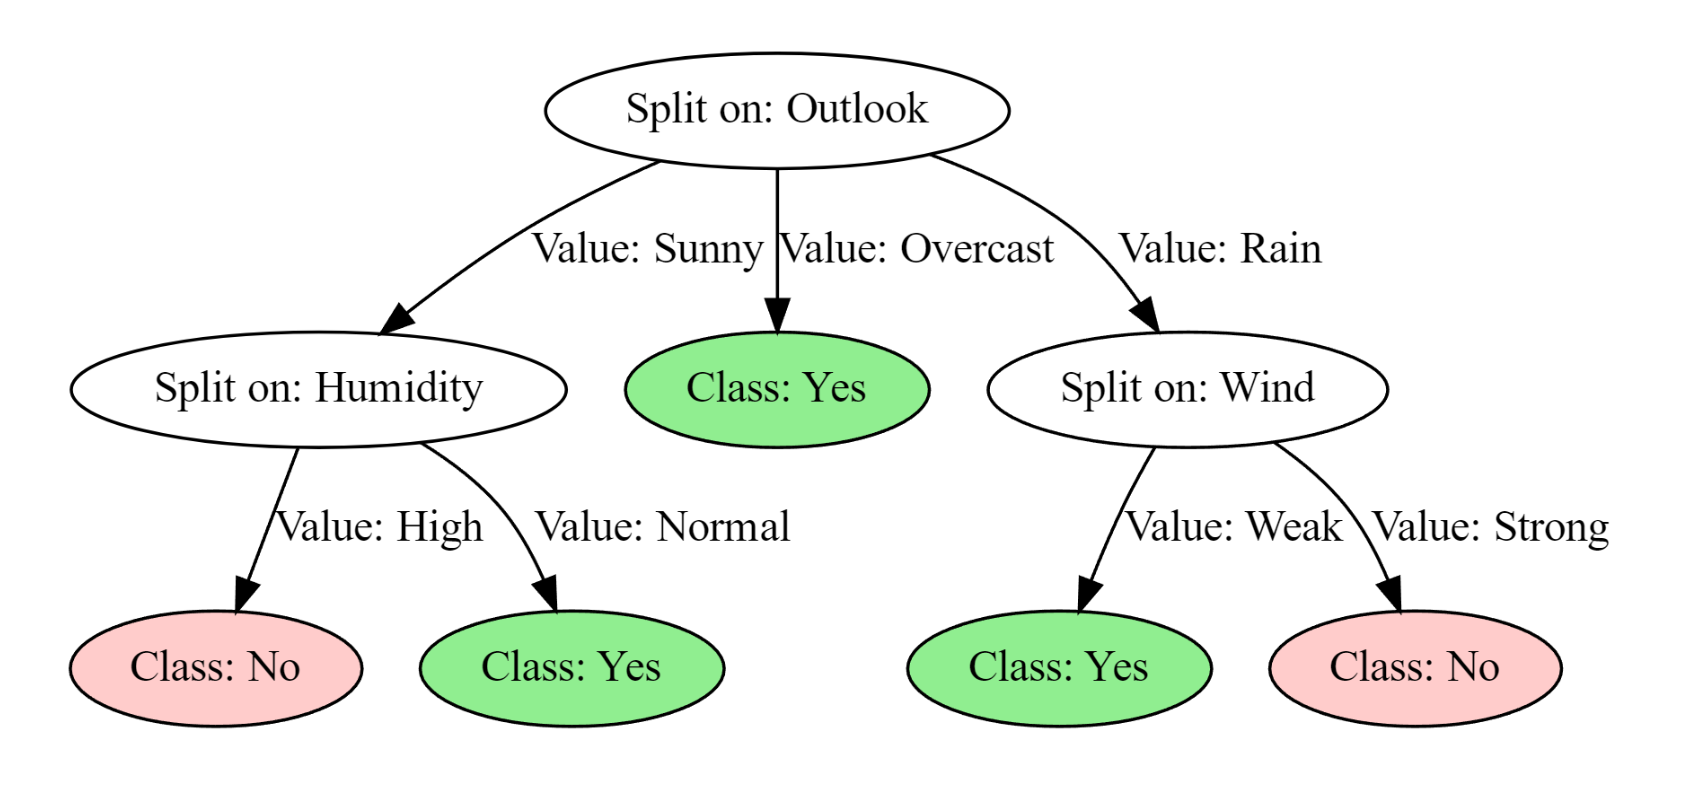 Split on: Outlook
Value: Sunny
Value: Overcast
Value: Rain
Split on: Humidity
Class: Yes
Split on: Wind
Value: High
Value: Normal
Value: Weak
Value: Strong
Class: No
Class: Yes
Class: Yes
Class: No